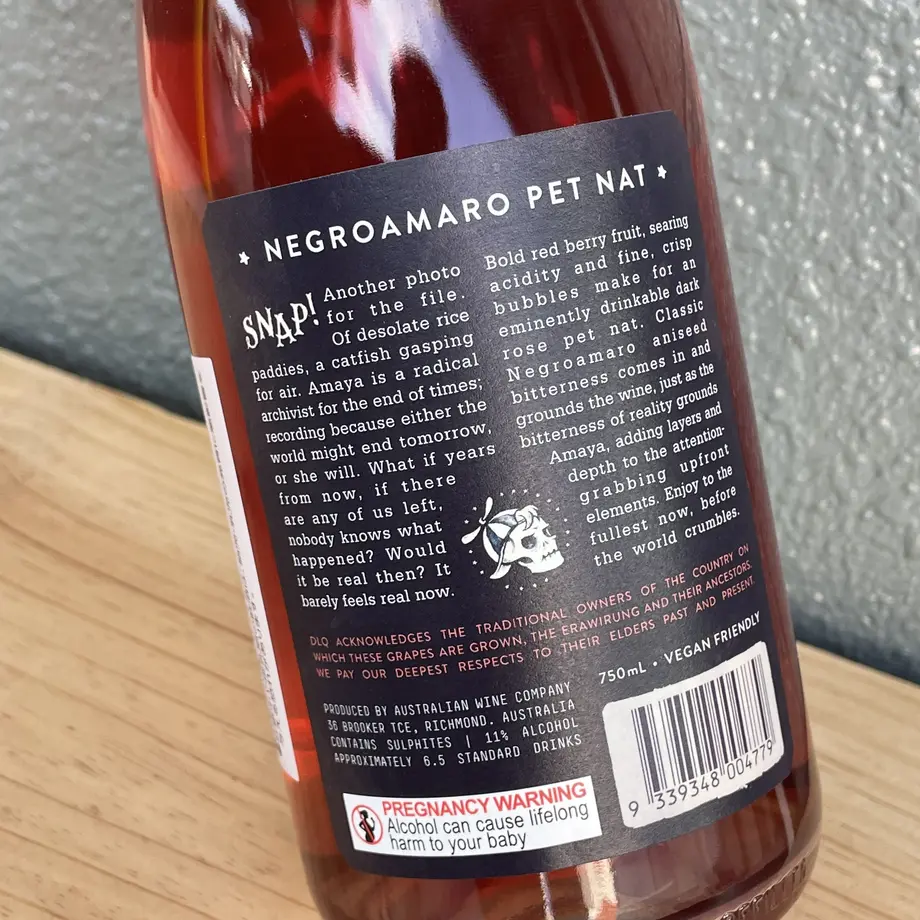 NEGROAMARO PET NAT
SNAP! Another photo
for the file.
Of desolate rice
paddies, a catfish gasping
for air. Amaya is a radical
archivist for the end of times;
recording because either the
world might end tomorrow,
or she will. What if years
from now, if there
are any of us left,
nobody knows what
happened? Would
it be real then? It
barely feels real now.
Bold red berry fruit, searing
acidity and fine, crisp
bubbles make for an
eminently drinkable dark
rose pet nat. Classic
Negroamaro aniseed
bitterness comes in and
grounds the wine, just as the
bitterness of reality grounds
Amaya, adding layers and
depth to the attention-
grabbing upfront
elements. Enjoy to the
fullest now, before
the world crumbles.
DLQ ACKNOWLEDGES THE TRADITIONAL OWNERS OF THE COUNTRY ON
WHICH THESE GRAPES ARE GROWN, THE ERAWIRUNG AND THEIR ANCESTORS.
WE PAY OUR DEEPEST RESPECTS TO THEIR ELDERS PAST AND PRESENT.
PRODUCED BY AUSTRALIAN WINE COMPANY
36 BROOKER TCE, RICHMOND. AUSTRALIA
CONTAINS SULPHITES | 11% ALCOHOL
APPROXIMATELY 6.5 STANDARD DRINKS
750mL • VEGAN FRIENDLY
9 339348 004779
PREGNANCY WARNING
Alcohol can cause lifelong
harm to your baby